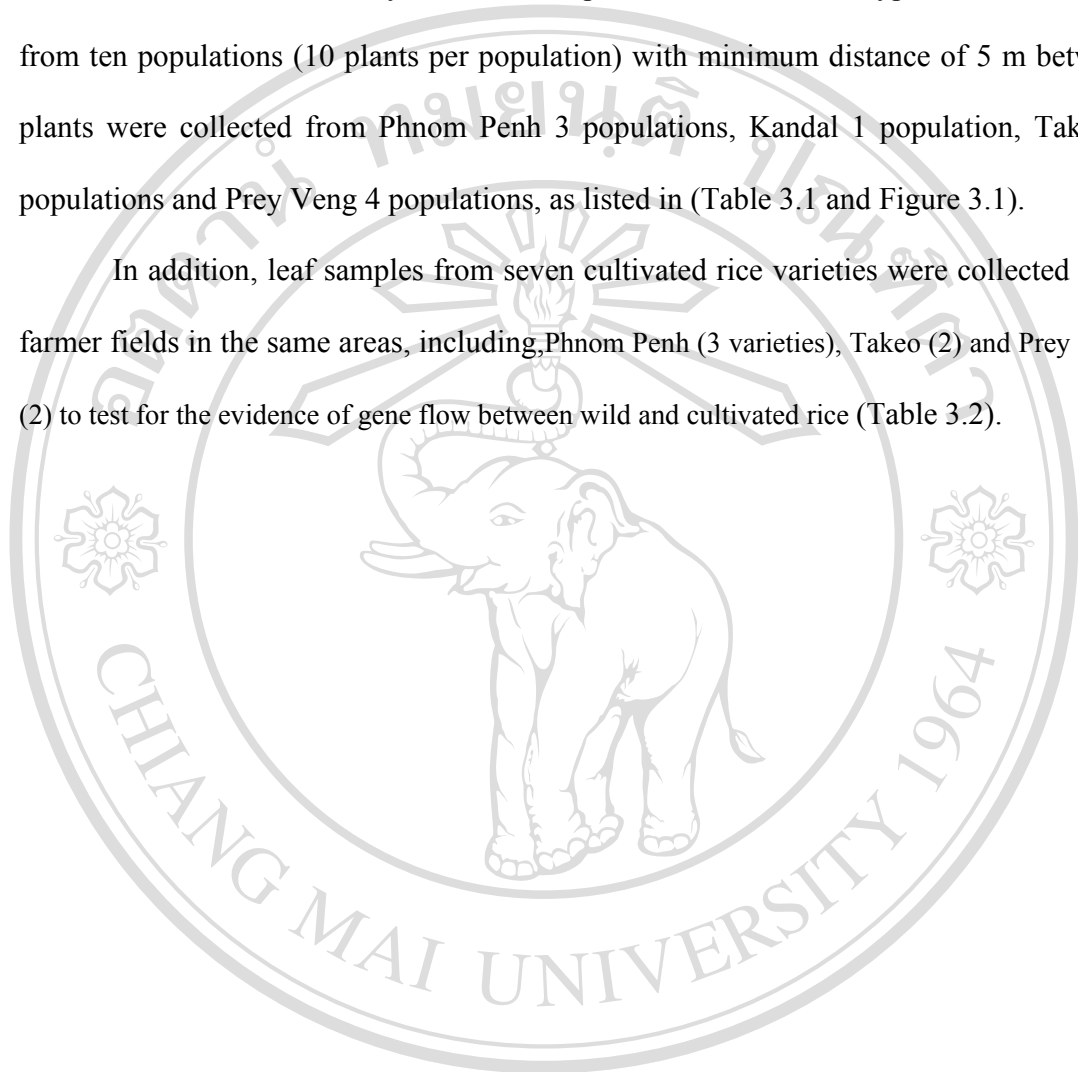 from ten populations (10 plants per population) with minimum distance of 5 m
plants were collected from Phnom Penh 3 populations, Kandal 1 population,
populations and Prey Veng 4 populations, as listed in (Table 3.1 and Figure 3.1).
In addition, leaf samples from seven cultivated rice varieties were collected
farmer fields in the same areas, including,Phnom Penh (3 varieties), Takeo (2) and Prey
(2) to test for the evidence of gene flow between wild and cultivated rice (Table 3.2).
CHIANG MAI UNIVERSITY 1964